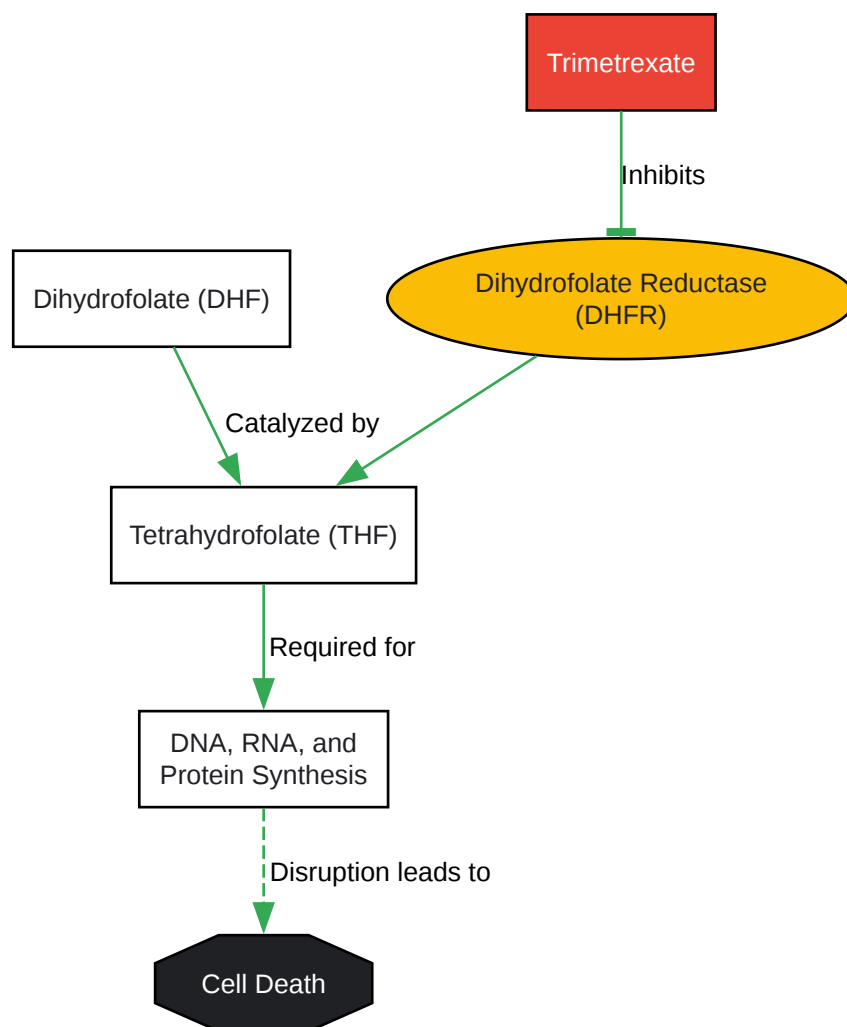 Trimetrexate
Inhibits
Dihydrofolate (DHF)
Dihydrofolate Reductase
(DHFR)
Catalyzed by
Tetrahydrofolate (THF)
Required for
DNA, RNA, and
Protein Synthesis
Disruption leads to
Cell Death